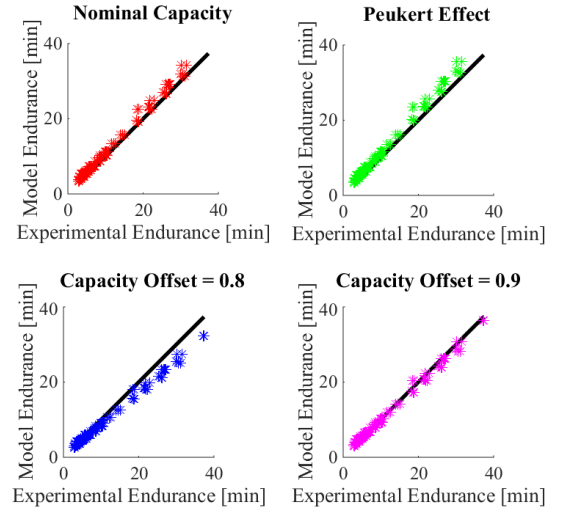 Nominal Capacity
Model Endurance [min]
40
20
0
0 20 40
Experimental Endurance [min]
Peukert Effect
Model Endurance [min]
40
20
0
0 20 40
Experimental Endurance [min]
Capacity Offset = 0.8
Model Endurance [min]
40
20
0
0 20 40
Experimental Endurance [min]
Capacity Offset = 0.9
Model Endurance [min]
40
20
0
0 20 40
Experimental Endurance [min]